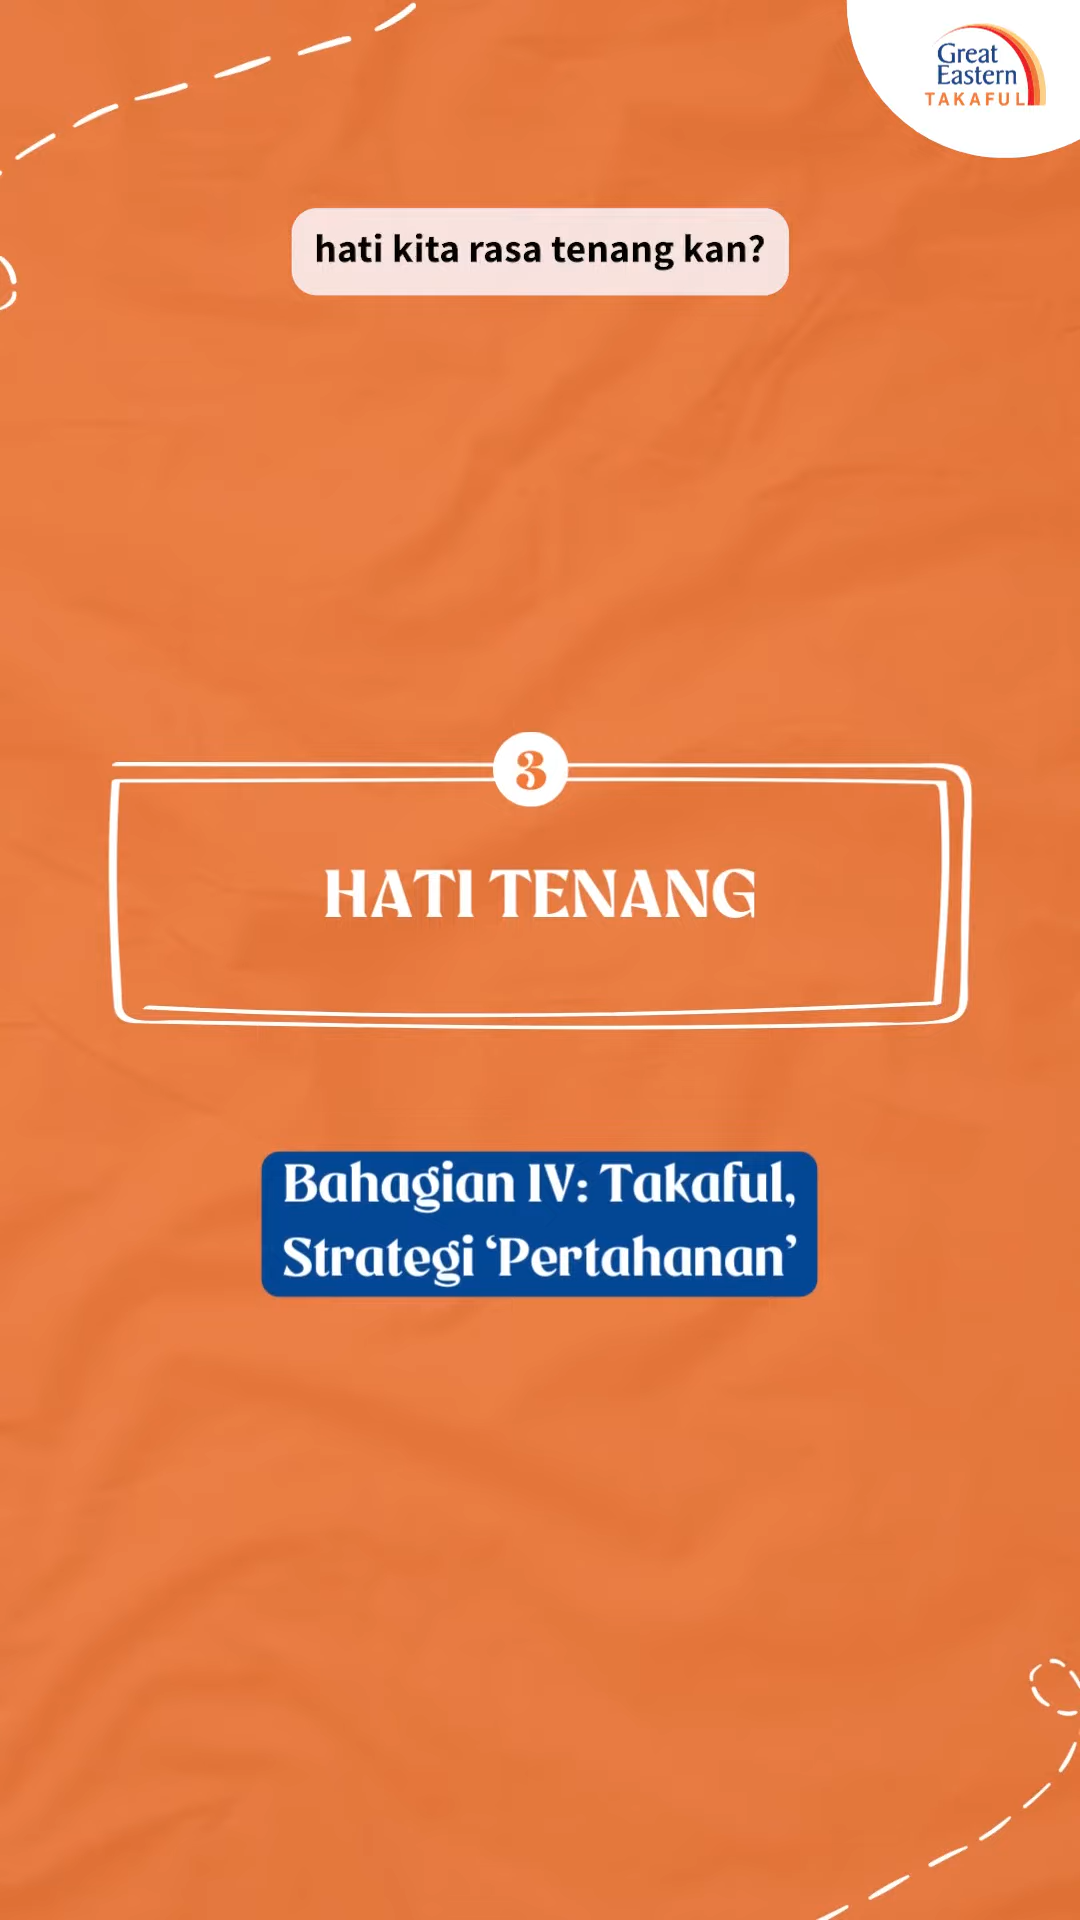 Great
Eastern
TAKAFUL
hati kita rasa tenang kan?
3
HATI TENANG
Bahagian IV: Takaful,
Strategi ‘Pertahanan’